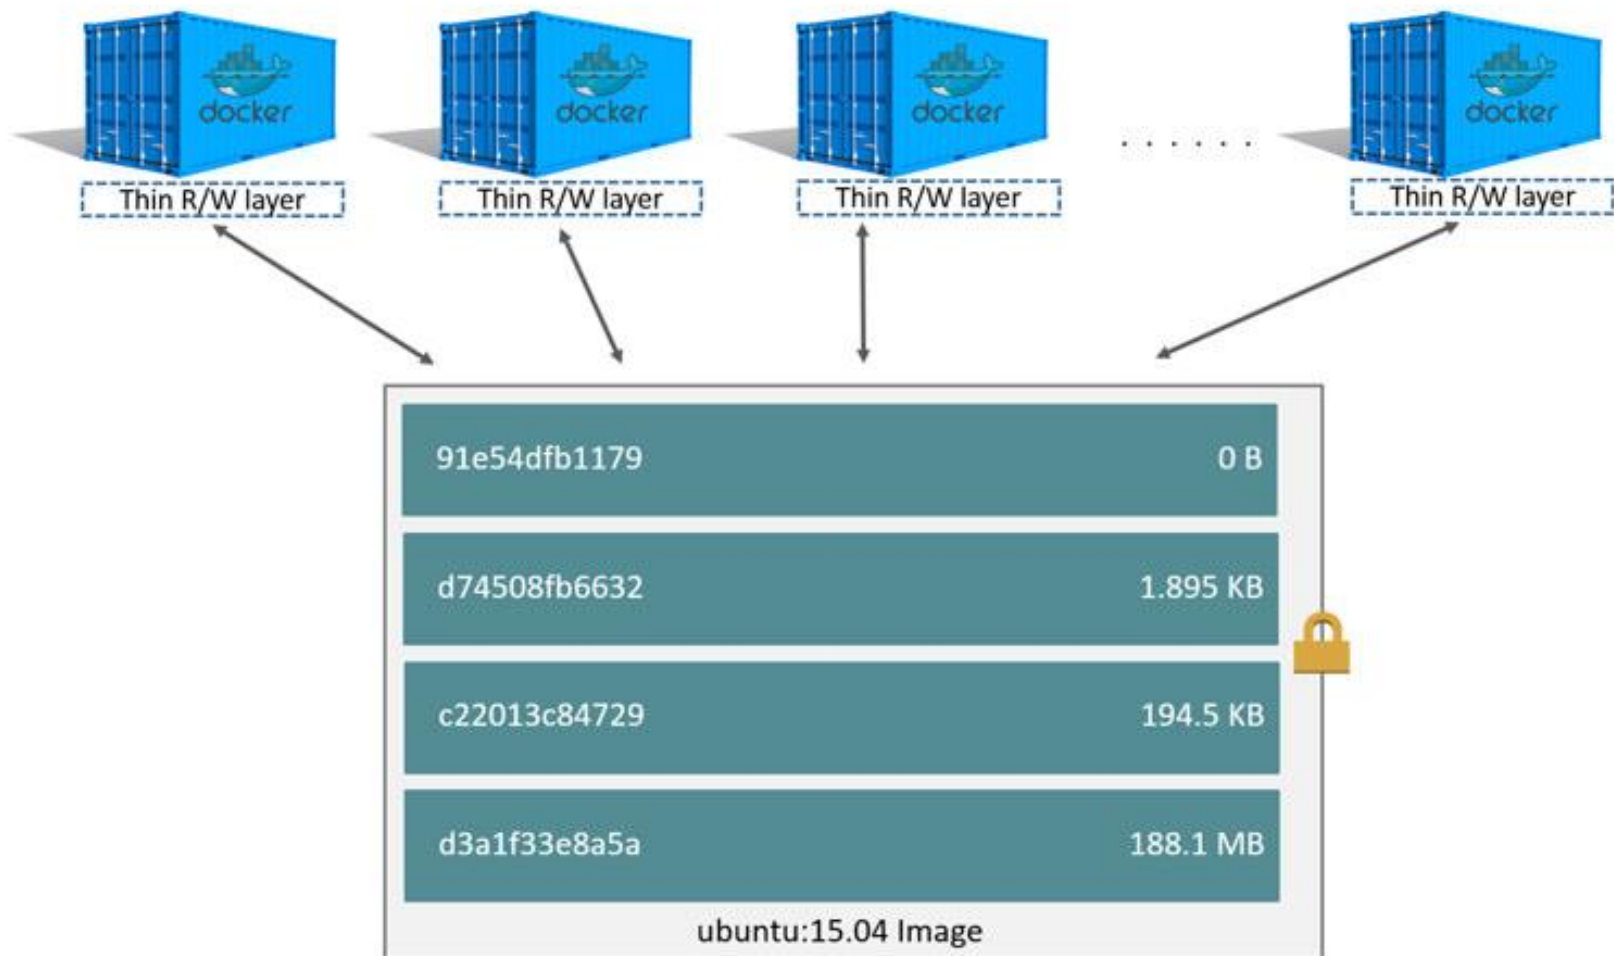 docker docker docker docker
Thin R/W layer Thin R/W layer Thin R/W layer . . . . . . Thin R/W layer
91e54dfb1179 0 B
d74508fb6632 1.895 KB
c22013c84729 194.5 KB
d3a1f33e8a5a 188.1 MB
ubuntu:15.04 Image